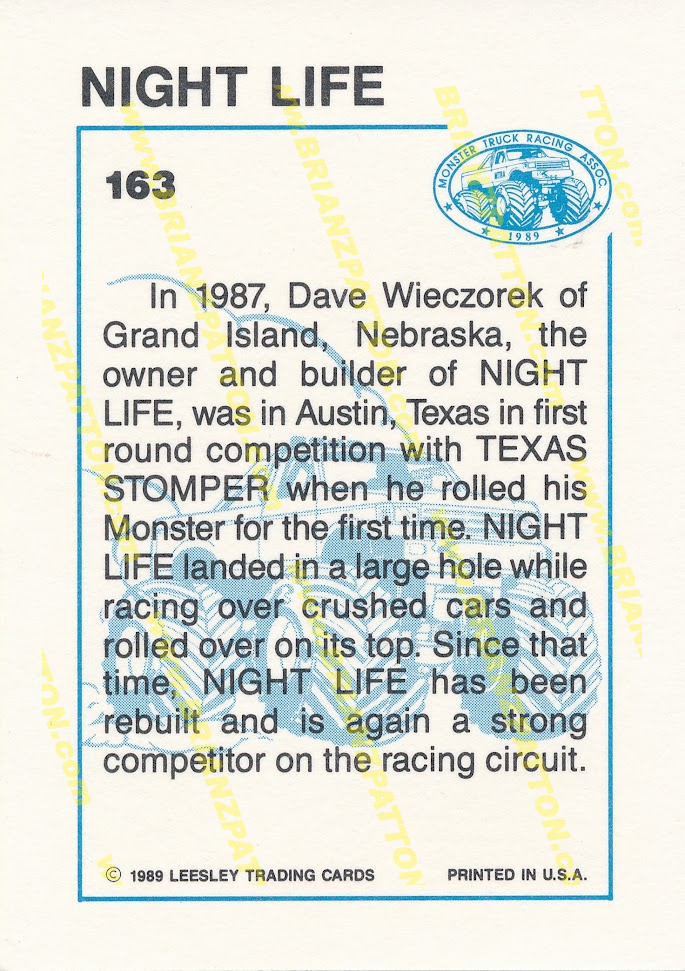 NIGHT LIFE
MONSTER TRUCK RACING ASSOC.
1989
163
In 1987, Dave Wieczorek of
Grand Island, Nebraska, the
owner and builder of NIGHT
LIFE, was in Austin, Texas in first
round competition with TEXAS
STOMPER when he rolled his
Monster for the first time. NIGHT
LIFE landed in a large hole while
racing over crushed cars and
rolled over on its top. Since that
time, NIGHT LIFE has been
rebuilt and is again a strong
competitor on the racing circuit.
© 1989 LEESLEY TRADING CARDS PRINTED IN U.S.A.
www.BRIANZPATTON.com